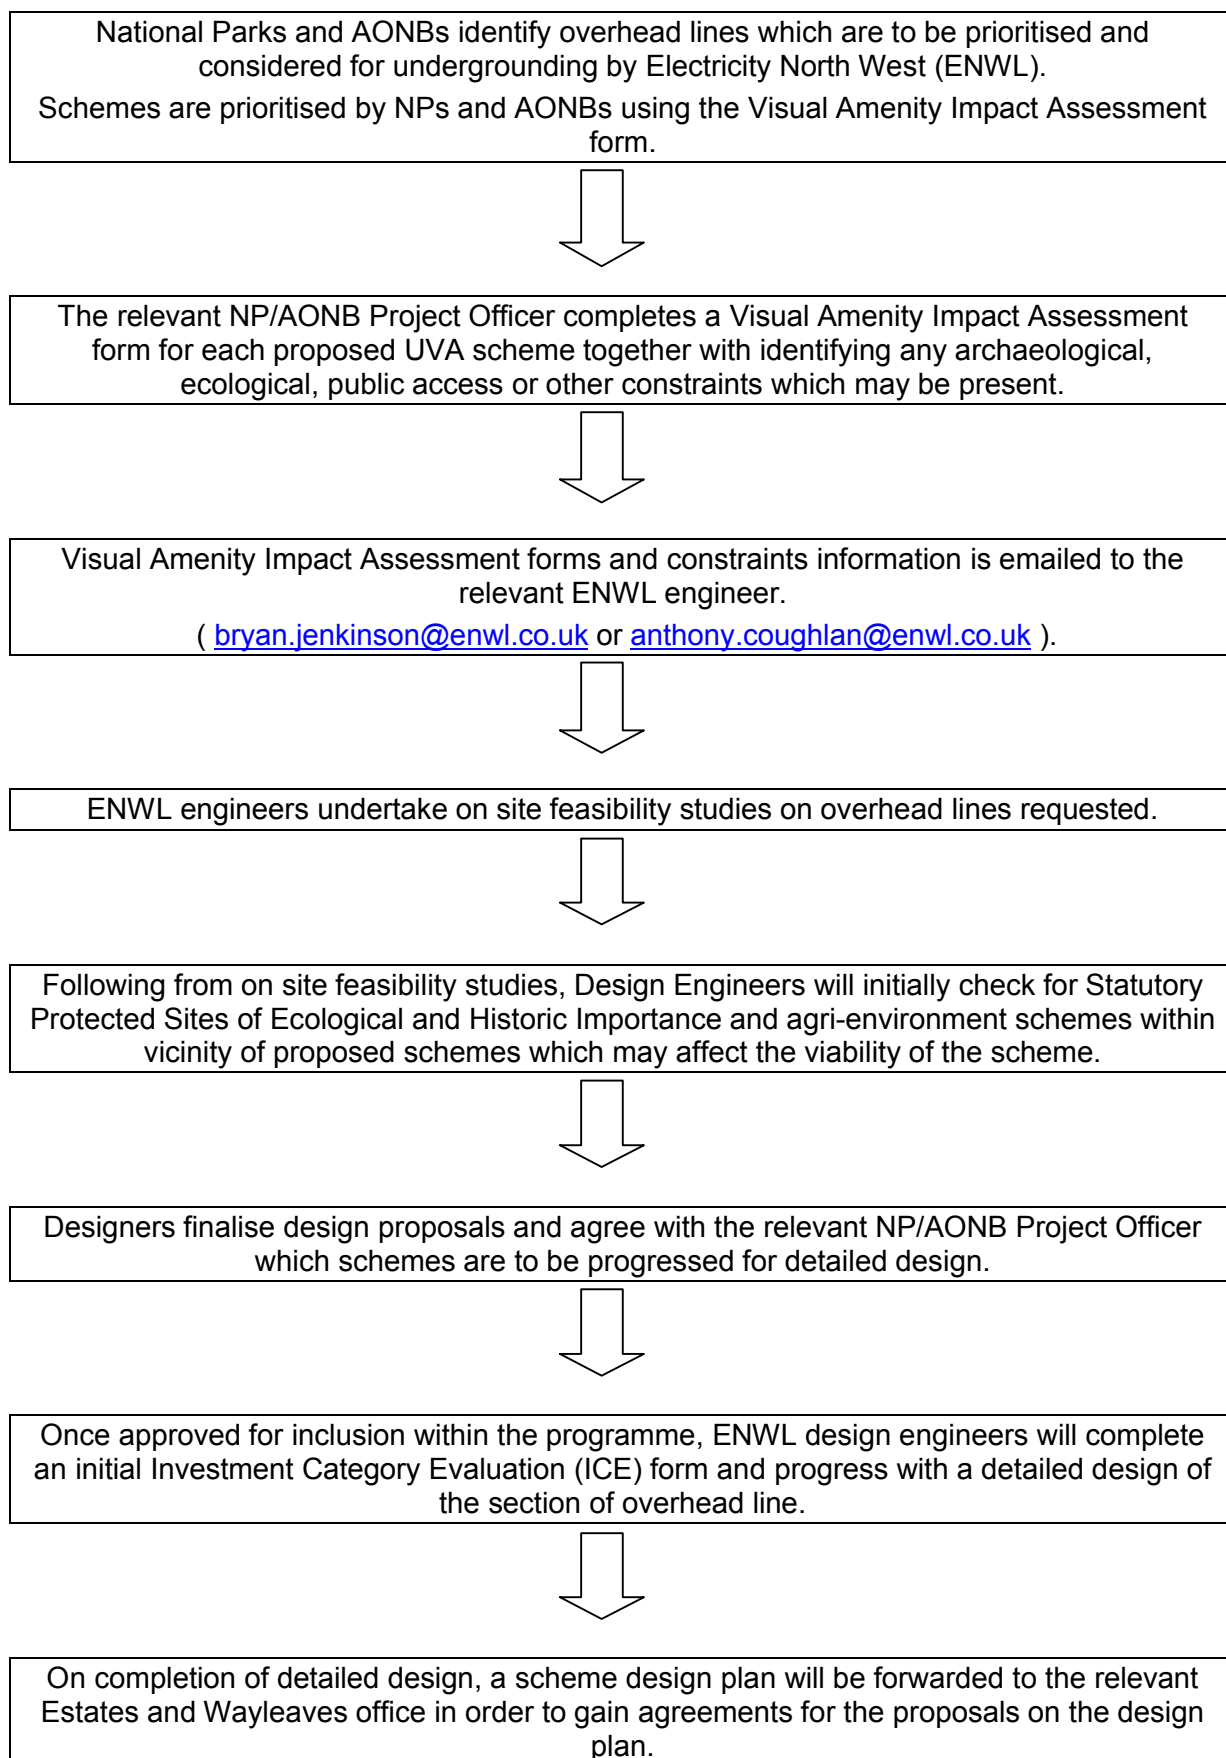 National Parks and AONBs identify overhead lines which are to be prioritised and
considered for undergrounding by Electricity North West (ENWL).
Schemes are prioritised by NPs and AONBs using the Visual Amenity Impact Assessment
form.
The relevant NP/AONB Project Officer completes a Visual Amenity Impact Assessment
form for each proposed UVA scheme together with identifying any archaeological,
ecological, public access or other constraints which may be present.
Visual Amenity Impact Assessment forms and constraints information is emailed to the
relevant ENWL engineer.
( bryan.jenkinson@enwl.co.uk or anthony.coughlan@enwl.co.uk ).
ENWL engineers undertake on site feasibility studies on overhead lines requested.
Following from on site feasibility studies, Design Engineers will initially check for Statutory
Protected Sites of Ecological and Historic Importance and agri-environment schemes within
vicinity of proposed schemes which may affect the viability of the scheme.
Designers finalise design proposals and agree with the relevant NP/AONB Project Officer
which schemes are to be progressed for detailed design.
Once approved for inclusion within the programme, ENWL design engineers will complete
an initial Investment Category Evaluation (ICE) form and progress with a detailed design of
the section of overhead line.
On completion of detailed design, a scheme design plan will be forwarded to the relevant
Estates and Wayleaves office in order to gain agreements for the proposals on the design
plan.